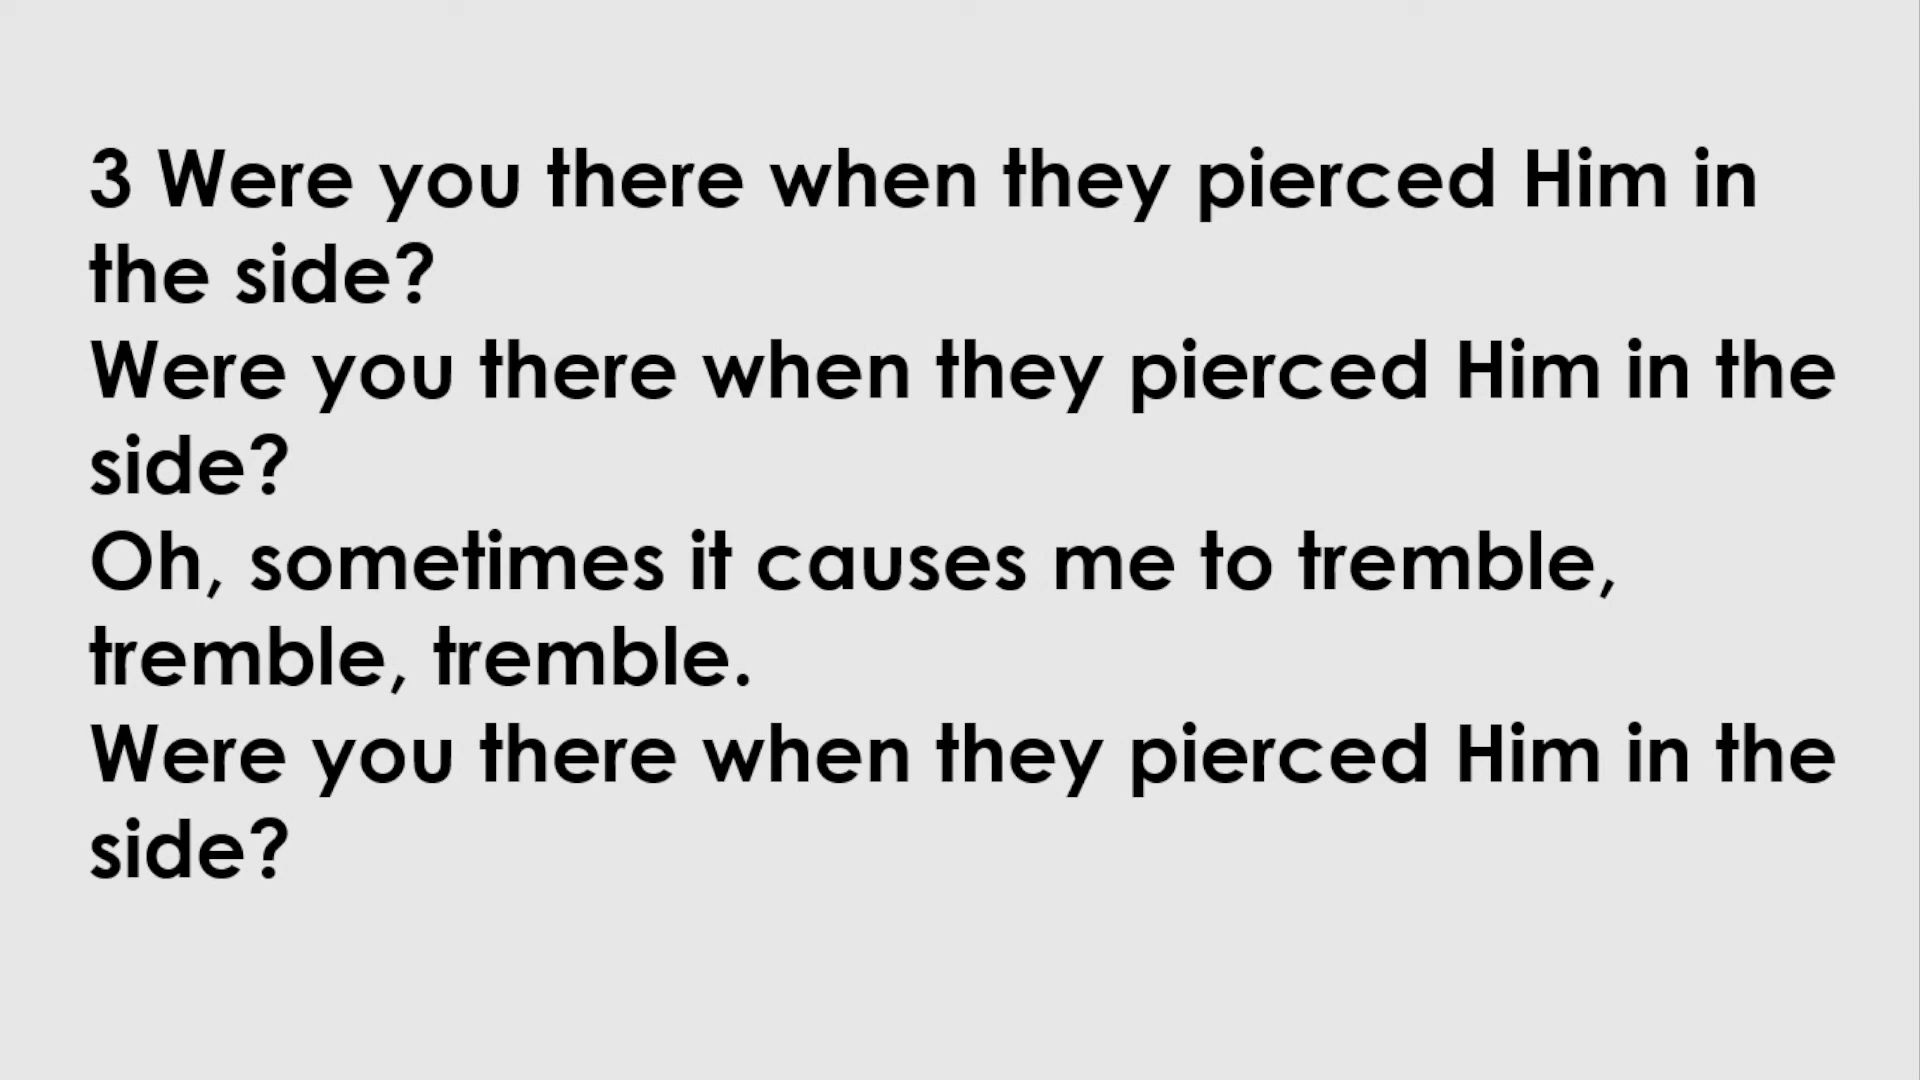 3 Were you there when they pierced Him in
the side?
Were you there when they pierced Him in the
side?
Oh, sometimes it causes me to tremble,
tremble, tremble.
Were you there when they pierced Him in the
side?